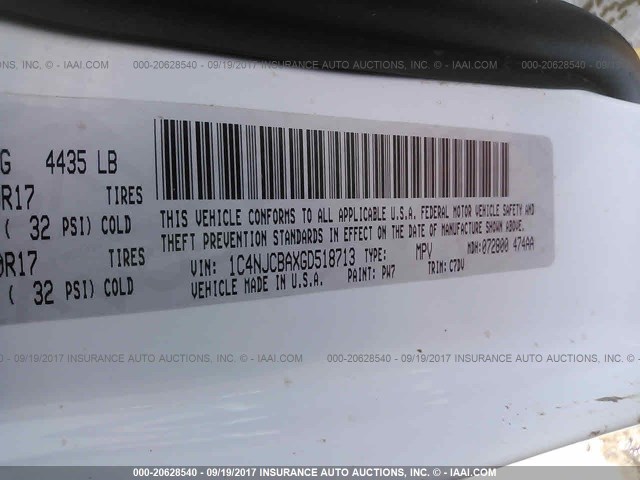 INC. - IAAI.COM 000-20628540 - 09/19/2017 INSURANCE AUTO AUCTIONS, INC. - IAAI.COM 000-20628540 - 09/19/2017
G 4435 LB
R17 TIRES
( 32 PSI) COLD
0R17 TIRES
( 32 PSI) COLD
THIS VEHICLE CONFORMS TO ALL APPLICABLE U.S.A. FEDERAL MOTOR VEHICLE SAFETY AND
THEFT PREVENTION STANDARDS IN EFFECT ON THE DATE OF MANUFACTURE SHOWN ABOVE.
VIN: 1C4NJCBAXGD518713 TYPE: MPV MDH:072800 474AA
VEHICLE MADE IN U.S.A. PAINT: PW7 TRIM: C7DV
09/19/2017 INSURANCE AUTO AUCTIONS, INC. - IAAI.COM 000-20628540 - 09/19/2017 INSURANCE AUTO AUCTIONS, INC. - IAAI.COM
000-20628540 - 09/19/2017 INSURANCE AUTO AUCTIONS, INC. - IAAI.COM